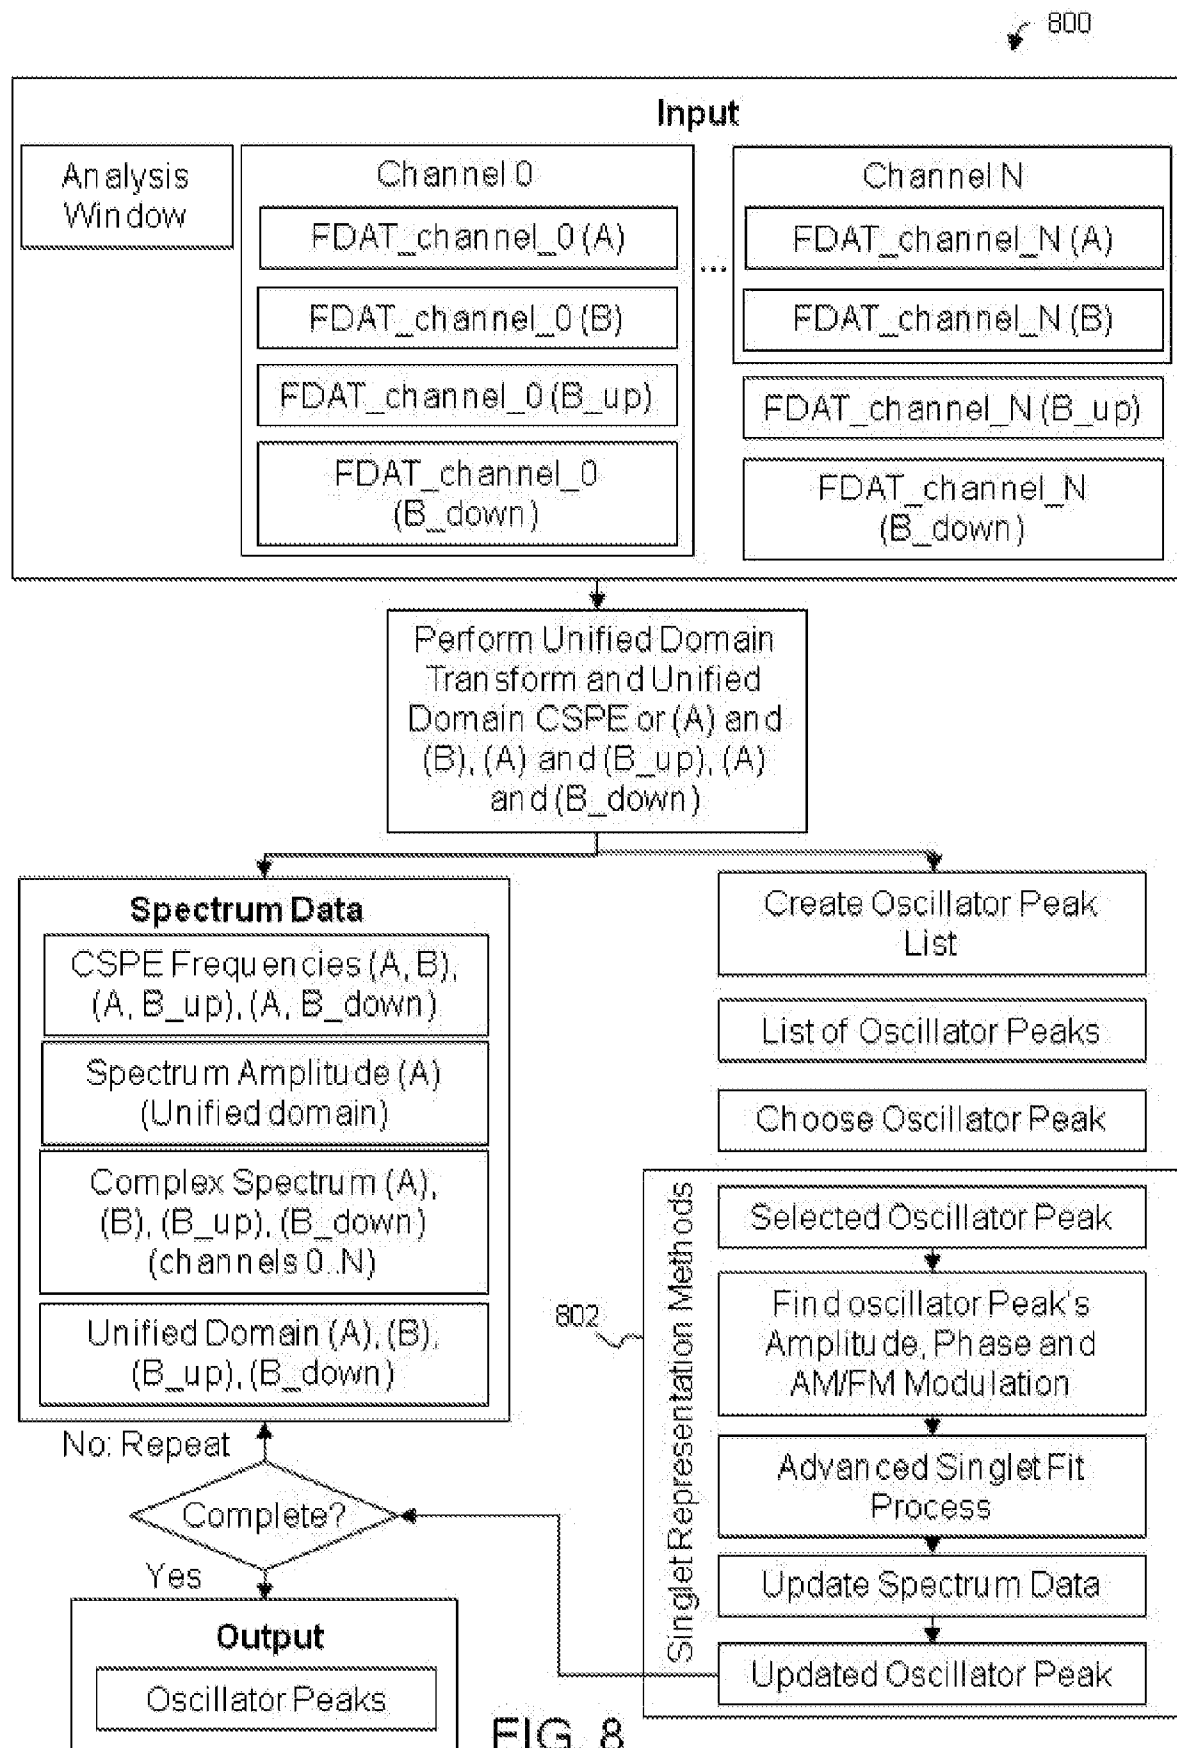 800
Input
Analysis
Window
Channel 0
FDAT_channel_0 (A)
FDAT_channel_0 (B)
FDAT_channel_0 (B_up)
FDAT_channel_0
(B_down)
...
Channel N
FDAT_channel_N (A)
FDAT_channel_N (B)
FDAT_channel_N (B_up)
FDAT_channel_N
(B_down)
Perform Unified Domain
Transform and Unified
Domain CSPE or (A) and
(B), (A) and (B_up), (A)
and (B_down)
Spectrum Data
CSPE Frequencies (A, B),
(A, B_up), (A, B_down)
Spectrum Amplitude (A)
(Unified domain)
Complex Spectrum (A),
(B), (B_up), (B_down)
(channels 0..N)
Unified Domain (A), (B),
(B_up), (B_down)
No: Repeat
Complete?
Yes
Output
Oscillator Peaks
Create Oscillator Peak
List
List of Oscillator Peaks
Choose Oscillator Peak
802
Singlet Representation Methods
Selected Oscillator Peak
Find oscillator Peak's
Amplitude, Phase and
AM/FM Modulation
Advanced Singlet Fit
Process
Update Spectrum Data
Updated Oscillator Peak
FIG. 8